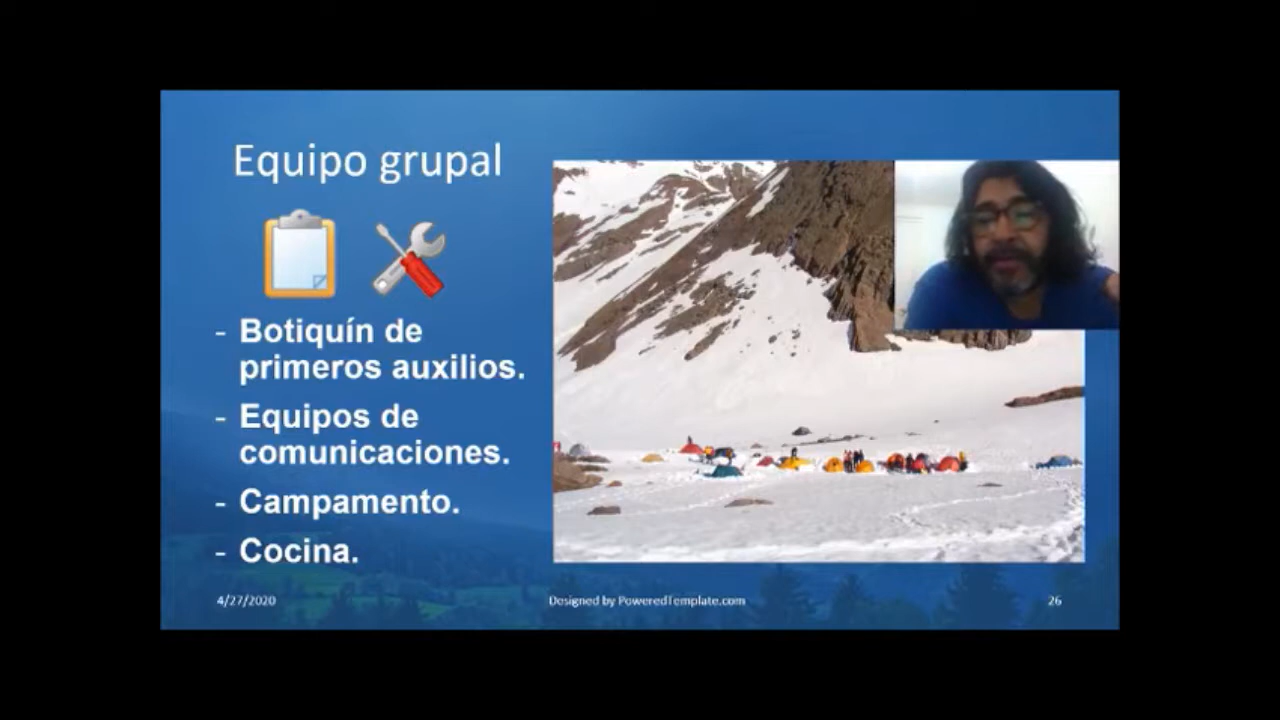 Equipo grupal
- Botiquín de
primeros auxilios.
- Equipos de
comunicaciones.
- Campamento.
- Cocina.
4/27/2020
Designed by PoweredTemplate.com
26